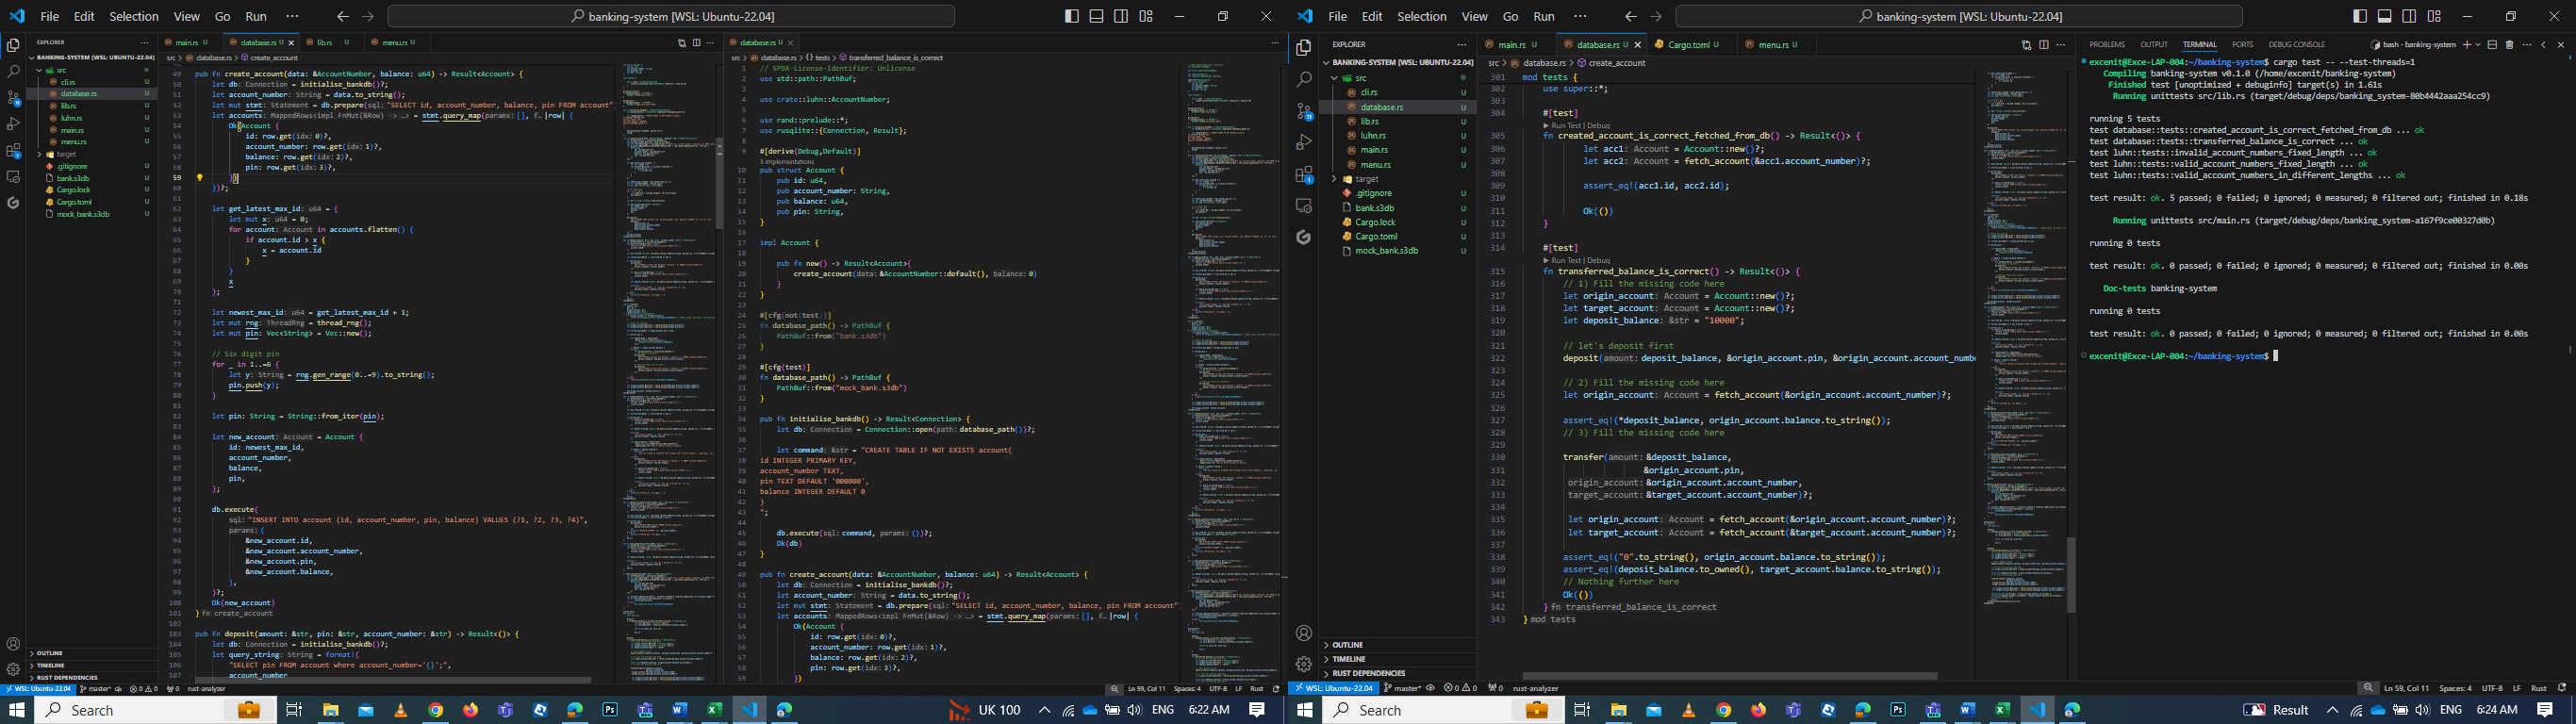 File Edit Selection View Go Run ··· banking-system [WSL: Ubuntu-22.04]
EXPLORER
BANKING-SYSTEM [WSL: UBUNTU-22.04]
src
cli.rs U
database.rs U
lib.rs U
luhn.rs U
main.rs U
menu.rs U
target
.gitignore U
bank.s3db U
Cargo.lock U
Cargo.toml U
mock_bank.s3db U
OUTLINE
TIMELINE
RUST DEPENDENCIES
main.rs U database.rs U lib.rs U menu.rs U
src > database.rs > create_account
49 pub fn create_account(data: &AccountNumber, balance: u64) -> Result<Account> {
50 let db: Connection = initialise_bankdb()?;
51 let account_number: String = data.to_string();
52 let mut stmt: Statement = db.prepare(sql: "SELECT id, account_number, balance, pin FROM account"
53 let accounts: MappedRows<impl FnMut(&Row) -> …> = stmt.query_map(params: [], f: |row| {
54 Ok(Account {
55 id: row.get(idx: 0)?,
56 account_number: row.get(idx: 1)?,
57 balance: row.get(idx: 2)?,
58 pin: row.get(idx: 3)?,
59 })
60 })?;
61
62 let get_latest_max_id: u64 = {
63 let mut x: u64 = 0;
64 for account: Account in accounts.flatten() {
65 if account.id > x {
66 x = account.id
67 }
68 }
69 x
70 };
71
72 let newest_max_id: u64 = get_latest_max_id + 1;
73 let mut rng: ThreadRng = thread_rng();
74 let mut pin: Vec<String> = Vec::new();
75
76 // Six digit pin
77 for _ in 1..=6 {
78 let y: String = rng.gen_range(0..=9).to_string();
79 pin.push(y);
80 }
81
82 let pin: String = String::from_iter(pin);
83
84 let new_account: Account = Account {
85 id: newest_max_id,
86 account_number,
87 balance,
88 pin,
89 };
90
91 db.execute(
92 sql: "INSERT INTO account (id, account_number, pin, balance) VALUES (?1, ?2, ?3, ?4)",
93 params: (
94 &new_account.id,
95 &new_account.account_number,
96 &new_account.pin,
97 &new_account.balance,
98 ),
99 )?;
100 Ok(new_account)
101 } fn create_account
102
103 pub fn deposit(amount: &str, pin: &str, account_number: &str) -> Result<()> {
104 let db: Connection = initialise_bankdb()?;
105 let query_string: String = format!(
106 "SELECT pin FROM account where account_number='{}';",
107 account_number
database.rs U
src > database.rs > {} tests > transferred_balance_is_correct
1 // SPDX-License-Identifier: Unlicense
2 use std::path::PathBuf;
3
4 use crate::luhn::AccountNumber;
5
6 use rand::prelude::*;
7 use rusqlite::{Connection, Result};
8
9 #[derive(Debug,Default)]
3 implementations
10 pub struct Account {
11 pub id: u64,
12 pub account_number: String,
13 pub balance: u64,
14 pub pin: String,
15 }
16
17 impl Account {
18
19 pub fn new() -> Result<Account>{
20 create_account(data: &AccountNumber::default(), balance: 0)
21 }
22 }
23
24 #[cfg(not(test))]
25 fn database_path() -> PathBuf {
26 PathBuf::from("bank.s3db")
27 }
28
29 #[cfg(test)]
30 fn database_path() -> PathBuf {
31 PathBuf::from("mock_bank.s3db")
32 }
33
34 pub fn initialise_bankdb() -> Result<Connection> {
35 let db: Connection = Connection::open(path: database_path())?;
36
37 let command: &str = "CREATE TABLE IF NOT EXISTS account(
38 id INTEGER PRIMARY KEY,
39 account_number TEXT,
40 pin TEXT DEFAULT '000000',
41 balance INTEGER DEFAULT 0
42 )
43 ";
44
45 db.execute(sql: command, params: ())?;
46 Ok(db)
47 }
48
49 pub fn create_account(data: &AccountNumber, balance: u64) -> Result<Account> {
50 let db: Connection = initialise_bankdb()?;
51 let account_number: String = data.to_string();
52 let mut stmt: Statement = db.prepare(sql: "SELECT id, account_number, balance, pin FROM account"
53 let accounts: MappedRows<impl FnMut(&Row) -> …> = stmt.query_map(params: [], f: |row| {
54 Ok(Account {
55 id: row.get(idx: 0)?,
56 account_number: row.get(idx: 1)?,
57 balance: row.get(idx: 2)?,
58 pin: row.get(idx: 3)?,
59 })
WSL: Ubuntu-22.04 master* 0 0 0 rust-analyzer Ln 59, Col 11 Spaces: 4 UTF-8 LF Rust
Search UK 100 ENG 6:22 AM
File Edit Selection View Go Run ··· banking-system [WSL: Ubuntu-22.04]
EXPLORER
BANKING-SYSTEM [WSL: UBUNTU-22.04]
src
cli.rs U
database.rs U
lib.rs U
luhn.rs U
main.rs U
menu.rs U
target
.gitignore U
bank.s3db U
Cargo.lock U
Cargo.toml U
mock_bank.s3db U
OUTLINE
TIMELINE
RUST DEPENDENCIES
main.rs U database.rs U Cargo.toml U menu.rs U
src > database.rs > create_account
301 mod tests {
302 use super::*;
303
304 #[test]
Run Test | Debug
305 fn created_account_is_correct_fetched_from_db() -> Result<()> {
306 let acc1: Account = Account::new()?;
307 let acc2: Account = fetch_account(&acc1.account_number)?;
308
309 assert_eq!(acc1.id, acc2.id);
310
311 Ok(())
312 }
313
314 #[test]
Run Test | Debug
315 fn transferred_balance_is_correct() -> Result<()> {
316 // 1) Fill the missing code here
317 let origin_account: Account = Account::new()?;
318 let target_account: Account = Account::new()?;
319 let deposit_balance: &str = "10000";
320
321 // let's deposit first
322 deposit(amount: deposit_balance, &origin_account.pin, &origin_account.account_numbe
323
324 // 2) Fill the missing code here
325 let origin_account: Account = fetch_account(&origin_account.account_number)?;
326
327 assert_eq!(*deposit_balance, origin_account.balance.to_string());
328 // 3) Fill the missing code here
329
330 transfer(amount: &deposit_balance,
331 &origin_account.pin,
332 origin_account: &origin_account.account_number,
333 target_account: &target_account.account_number)?;
334
335 let origin_account: Account = fetch_account(&origin_account.account_number)?;
336 let target_account: Account = fetch_account(&target_account.account_number)?;
337
338 assert_eq!("0".to_string(), origin_account.balance.to_string());
339 assert_eq!(deposit_balance.to_owned(), target_account.balance.to_string());
340 // Nothing further here
341 Ok(())
342 } fn transferred_balance_is_correct
343 } mod tests
PROBLEMS OUTPUT TERMINAL PORTS DEBUG CONSOLE bash - banking-system
excenit@Exce-LAP-004:~/banking-system$ cargo test -- --test-threads=1
Compiling banking-system v0.1.0 (/home/excenit/banking-system)
Finished test [unoptimized + debuginfo] target(s) in 1.61s
Running unittests src/lib.rs (target/debug/deps/banking_system-80b4442aaa254cc9)
running 5 tests
test database::tests::created_account_is_correct_fetched_from_db ... ok
test database::tests::transferred_balance_is_correct ... ok
test luhn::tests::invalid_account_numbers_fixed_length ... ok
test luhn::tests::valid_account_numbers_fixed_length ... ok
test luhn::tests::valid_account_numbers_in_different_lengths ... ok
test result: ok. 5 passed; 0 failed; 0 ignored; 0 measured; 0 filtered out; finished in 0.18s
Running unittests src/main.rs (target/debug/deps/banking_system-a167f9ce00327d0b)
running 0 tests
test result: ok. 0 passed; 0 failed; 0 ignored; 0 measured; 0 filtered out; finished in 0.00s
Doc-tests banking-system
running 0 tests
test result: ok. 0 passed; 0 failed; 0 ignored; 0 measured; 0 filtered out; finished in 0.00s
excenit@Exce-LAP-004:~/banking-system$
WSL: Ubuntu-22.04 master* 0 0 0 rust-analyzer Ln 59, Col 11 Spaces: 4 UTF-8 LF Rust
Search Result ENG 6:24 AM